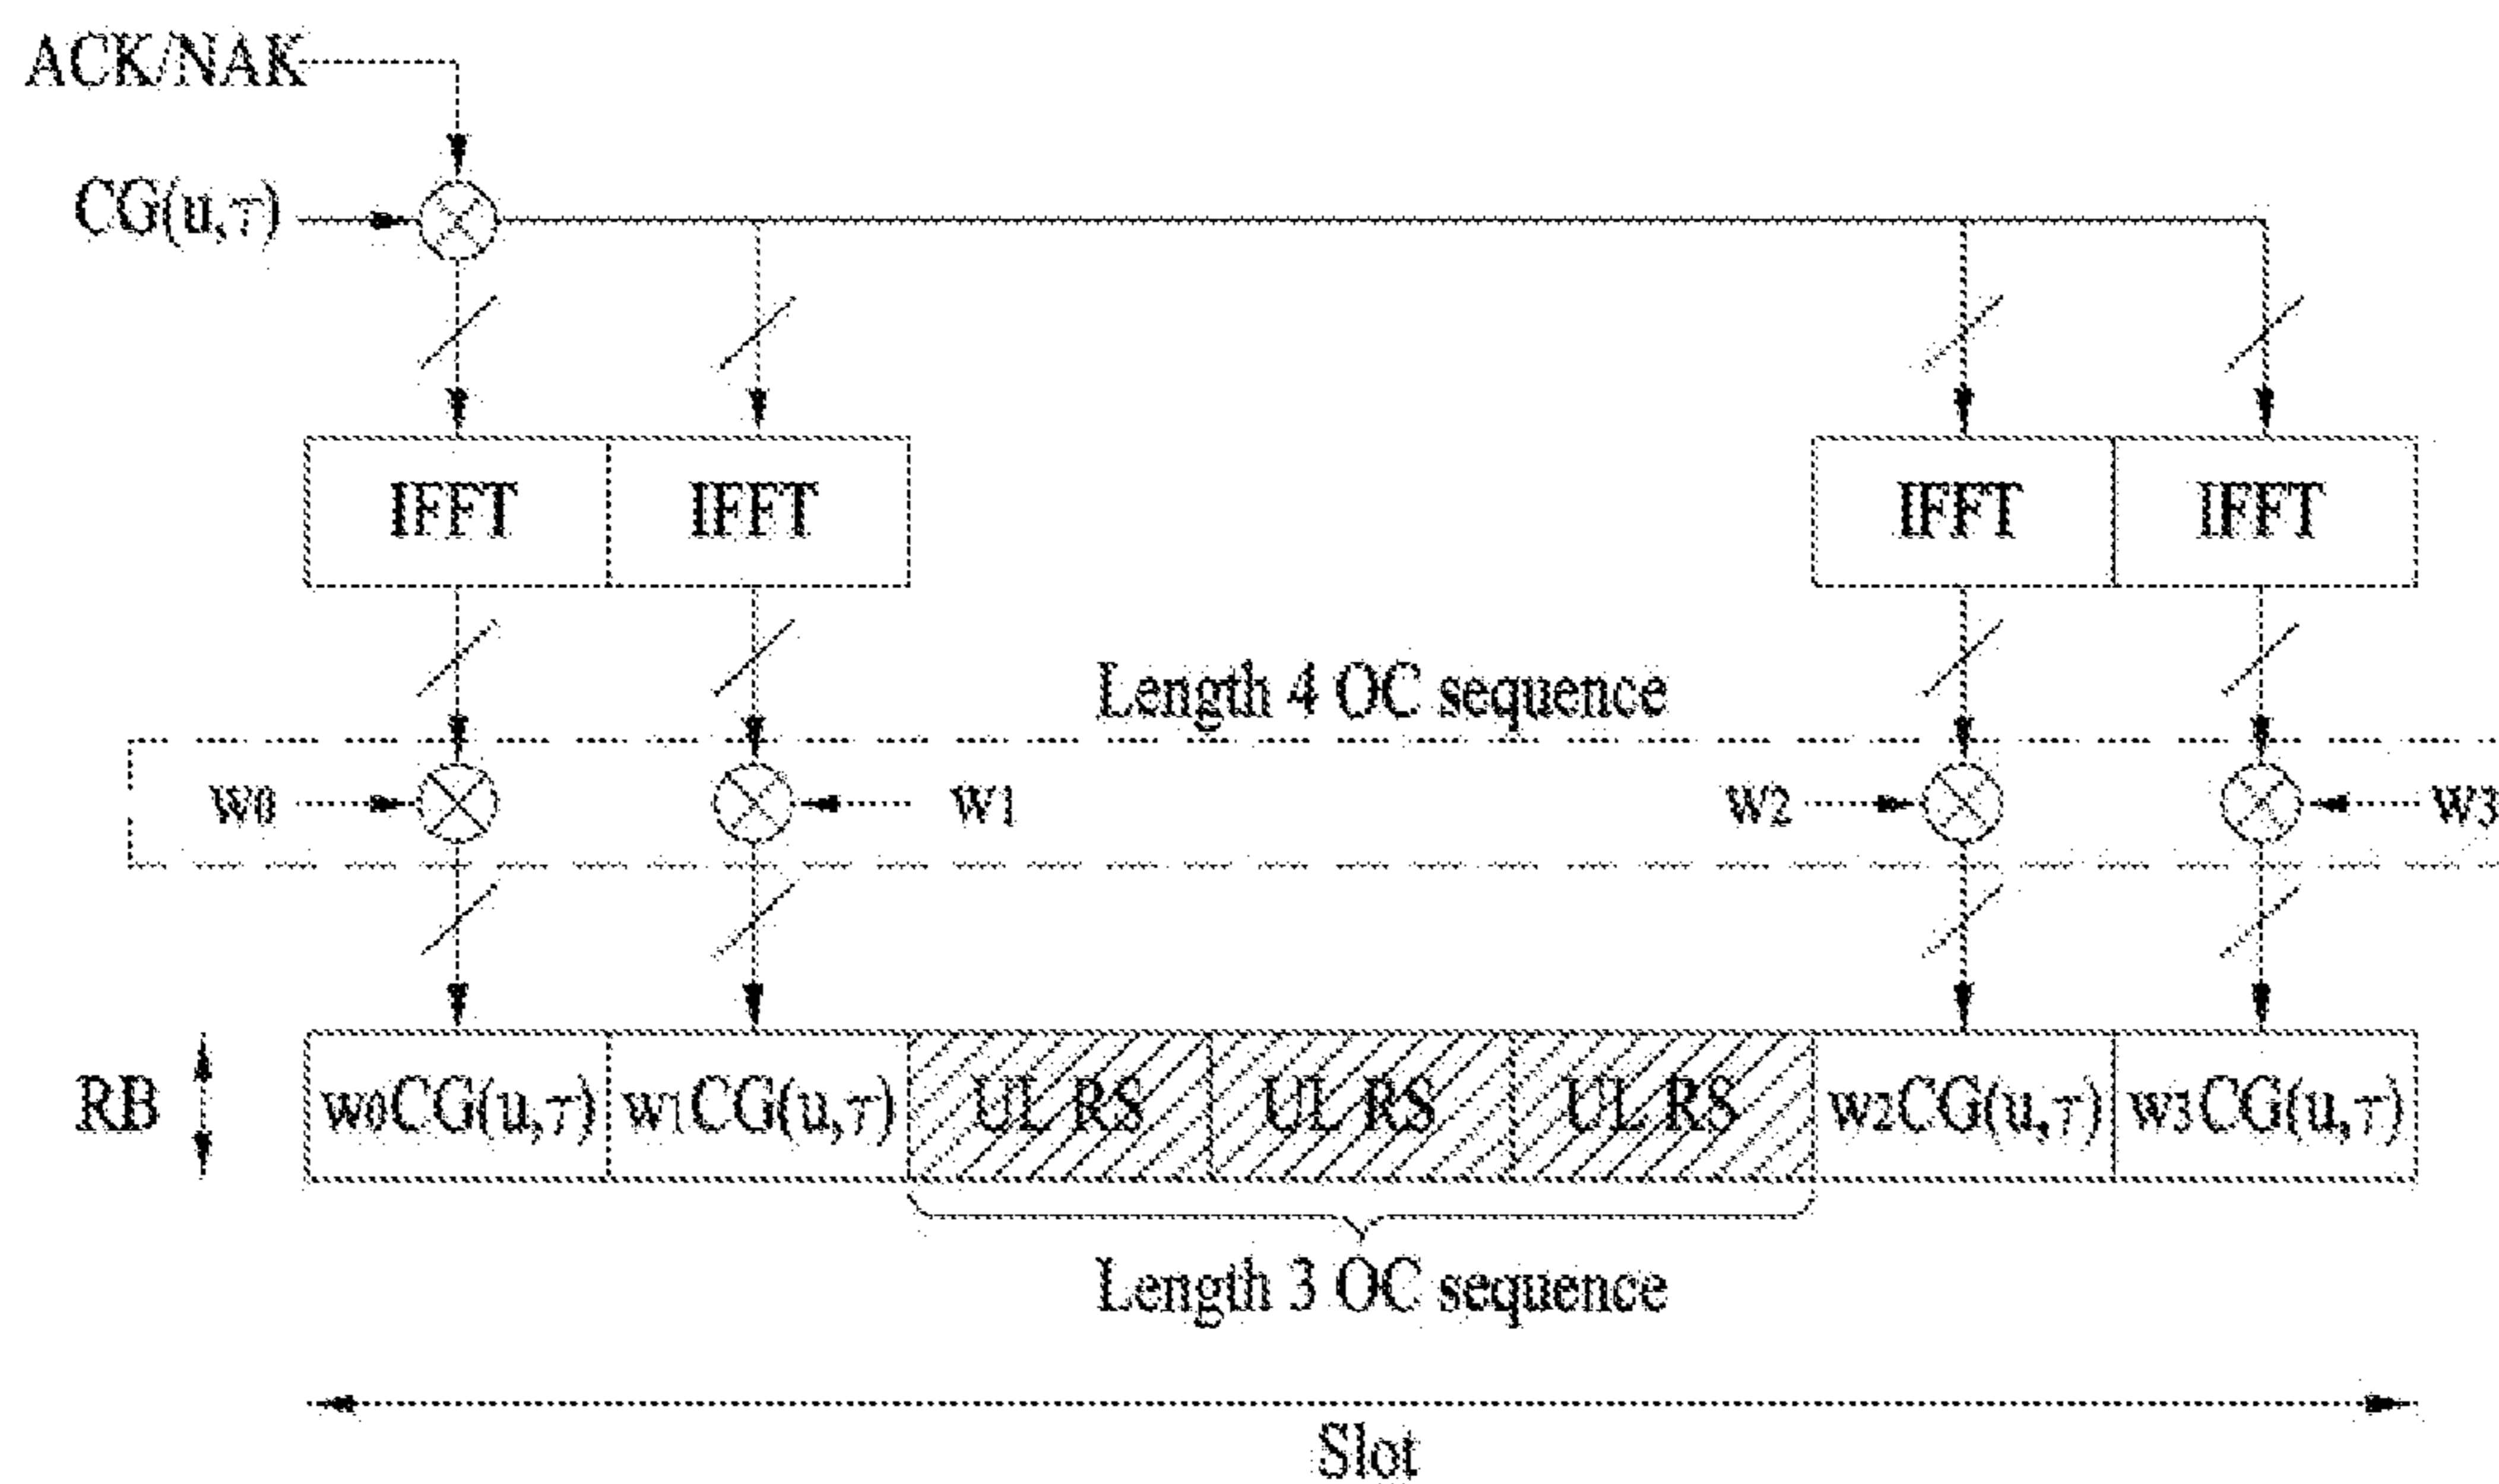 ACK/NAK
CG(u,τ)
IFFT IFFT IFFT IFFT
Length 4 OC sequence
W0 W1 W2 W3
RB w0CG(u,τ) w1CG(u,τ) UL RS UL RS UL RS w2CG(u,τ) w3CG(u,τ)
Length 3 OC sequence
Slot